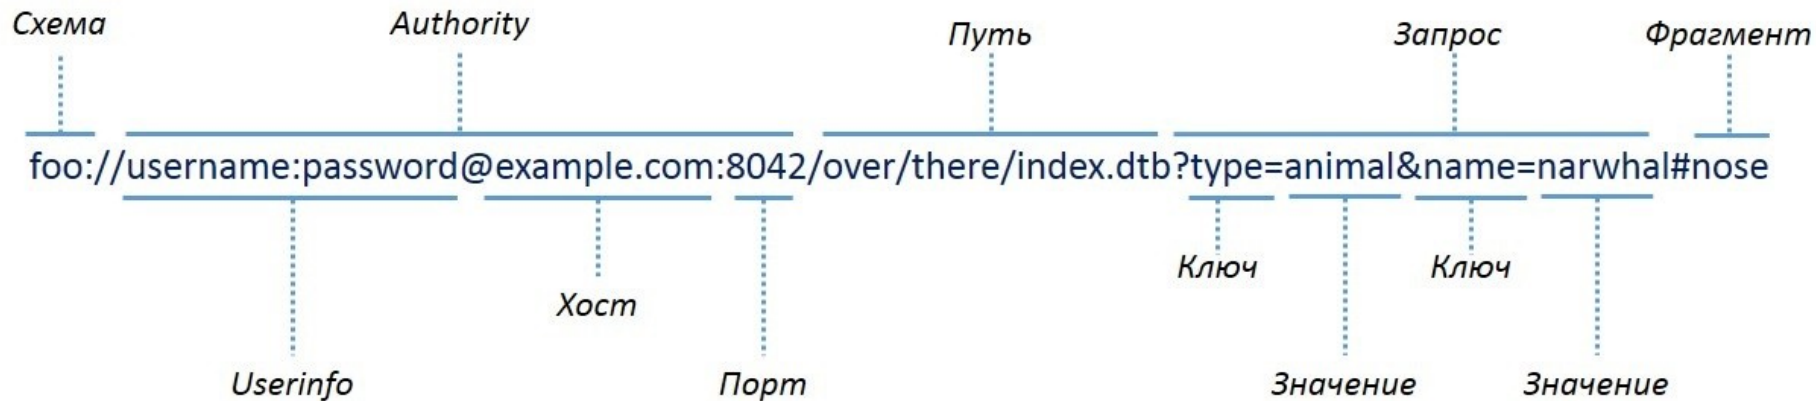 Схема Authority Путь Запрос Фрагмент
foo://username:password@example.com:8042/over/there/index.dtb?type=animal&name=narwhal#nose
Ключ Ключ
Хост
Userinfo Порт Значение Значение